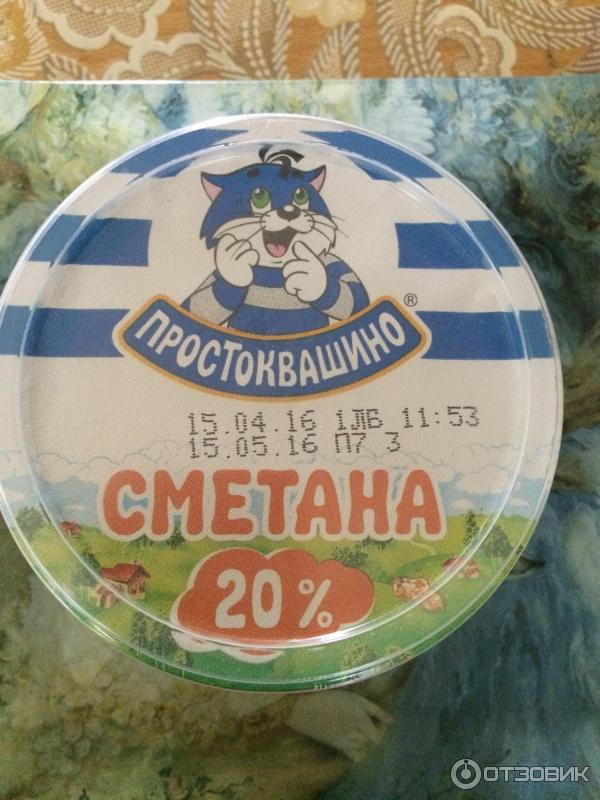 ПРОСТОКВАШИНО ®
15.04.16 1ЛВ 11:53
15.05.16 П7 3
СМЕТАНА
20%
ОТЗОВИК